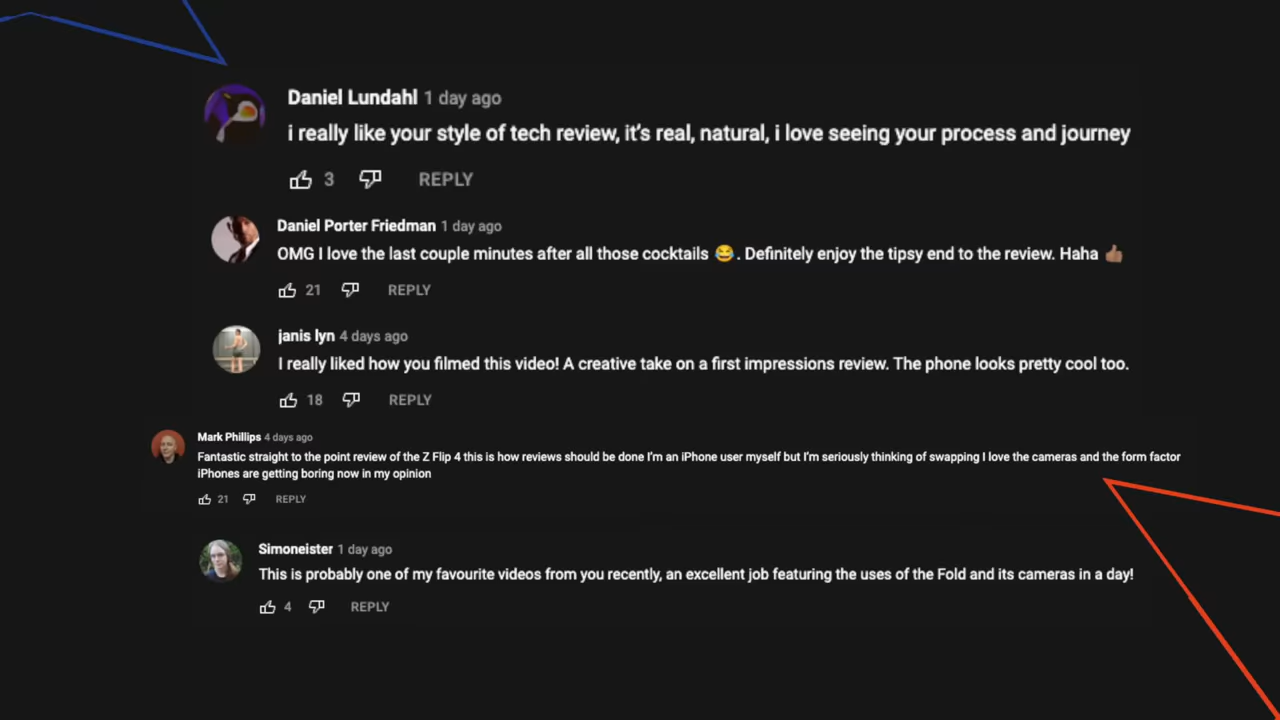 Daniel Lundahl 1 day ago
i really like your style of tech review, it's real, natural, i love seeing your process and journey
3 REPLY
Daniel Porter Friedman 1 day ago
OMG I love the last couple minutes after all those cocktails 😂. Definitely enjoy the tipsy end to the review. Haha 👍🏾
21 REPLY
janis lyn 4 days ago
I really liked how you filmed this video! A creative take on a first impressions review. The phone looks pretty cool too.
18 REPLY
Mark Phillips 4 days ago
Fantastic straight to the point review of the Z Flip 4 this is how reviews should be done I'm an iPhone user myself but I'm seriously thinking of swapping I love the cameras and the form factor
iPhones are getting boring now in my opinion
21 REPLY
Simoneister 1 day ago
This is probably one of my favourite videos from you recently, an excellent job featuring the uses of the Fold and its cameras in a day!
4 REPLY